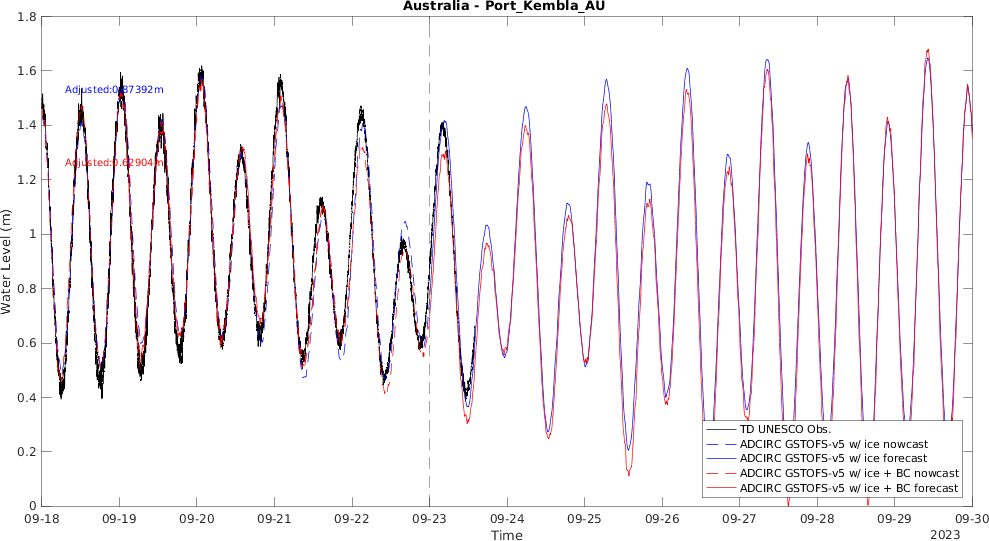 Australia - Port_Kembla_AU
1.8
1.6
1.4
1.2
1
0.8
0.6
0.4
0.2
0
Water Level (m)
Adjusted:0.87392m
Adjusted:0.62904m
TD UNESCO Obs.
ADCIRC GSTOFS-v5 w/ ice nowcast
ADCIRC GSTOFS-v5 w/ ice forecast
ADCIRC GSTOFS-v5 w/ ice + BC nowcast
ADCIRC GSTOFS-v5 w/ ice + BC forecast
09-18 09-19 09-20 09-21 09-22 09-23 09-24 09-25 09-26 09-27 09-28 09-29 09-30
Time
2023